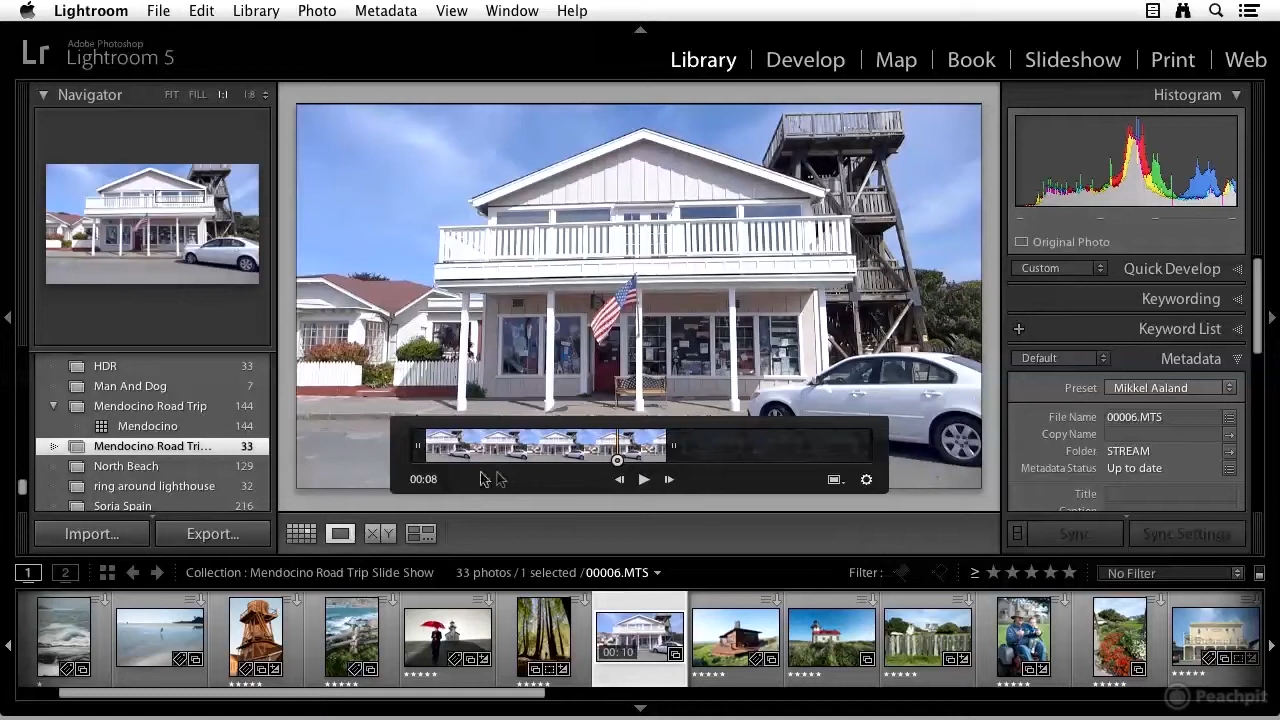 Lightroom File Edit Library Photo Metadata View Window Help
Lr Adobe Photoshop
Lightroom 5
Library Develop Map Book Slideshow Print Web
Navigator FIT FILL 1:1 1:8
HDR 33
Man And Dog 7
Mendocino Road Trip 144
Mendocino 144
Mendocino Road Tri... 33
North Beach 129
ring around lighthouse 32
Soria Spain 216
Import... Export...
00:08
Histogram
Original Photo
Custom Quick Develop
Keywording
Keyword List
Default Metadata
Preset Mikkel Aaland
File Name 00006.MTS
Copy Name
Folder STREAM
Metadata Status Up to date
Title
Caption
Sync Sync Settings
1 2 Collection : Mendocino Road Trip Slide Show 33 photos / 1 selected / 00006.MTS Filter : No Filter
00:10
Peachpit